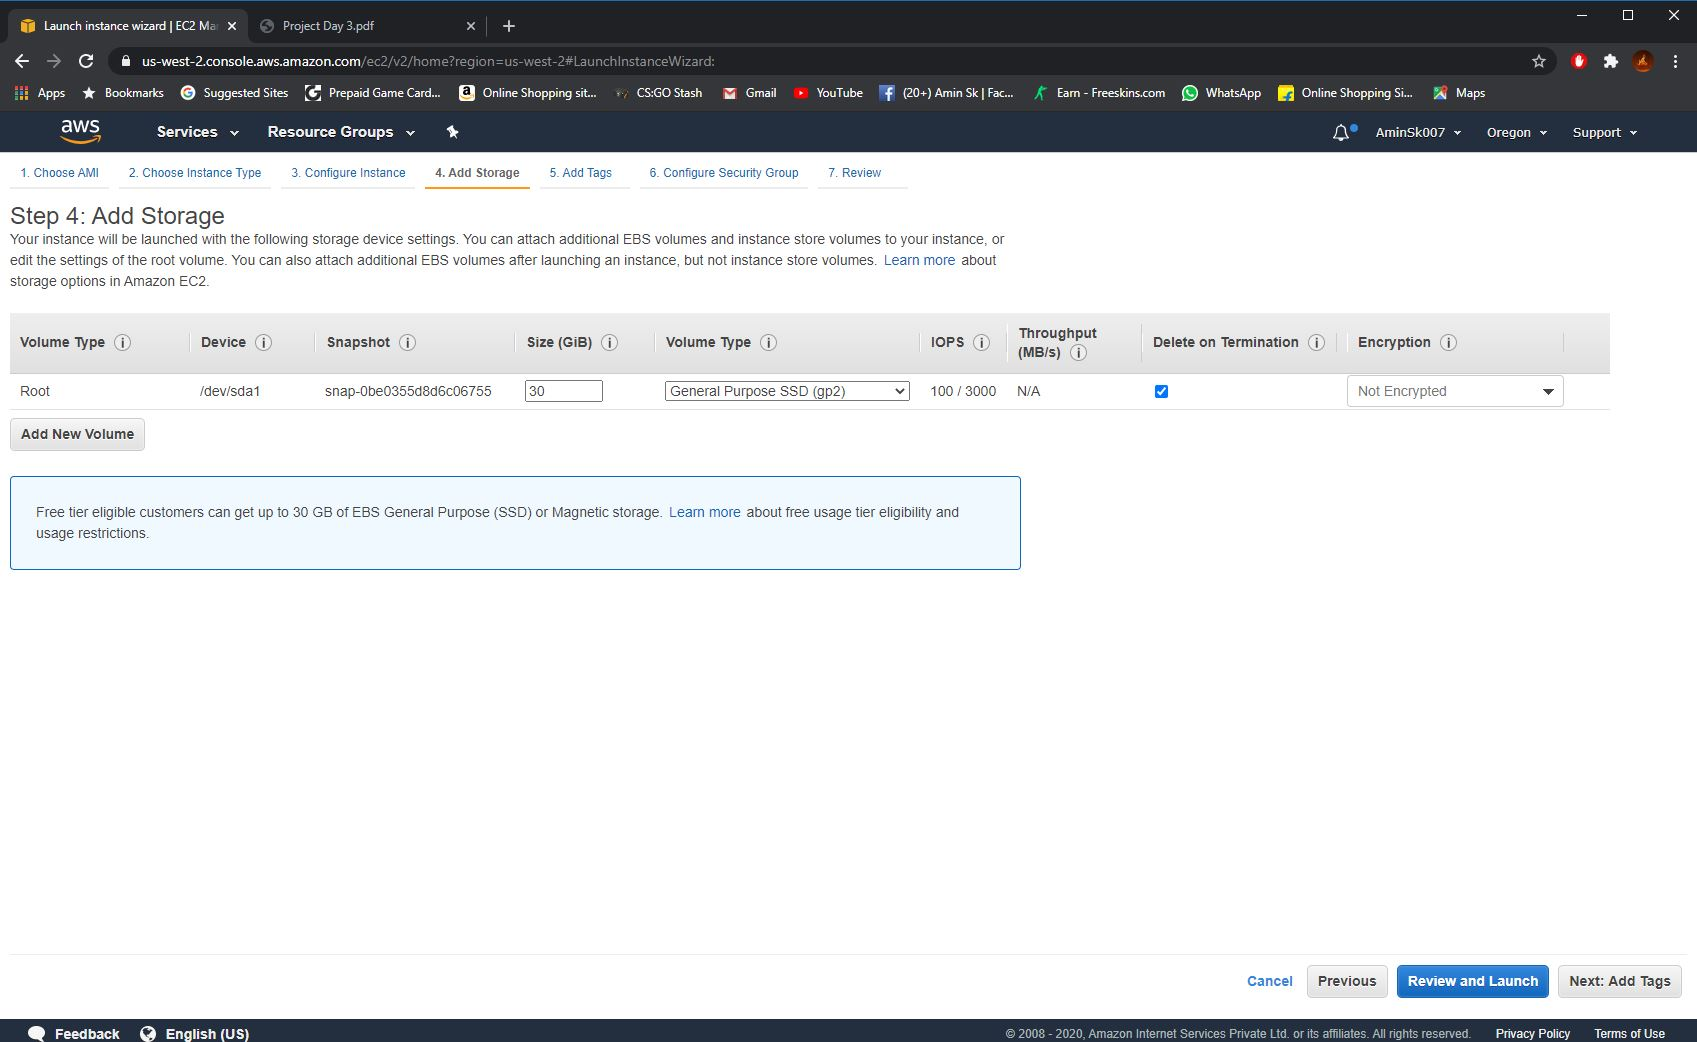 Launch instance wizard | EC2 Ma
Project Day 3.pdf
us-west-2.console.aws.amazon.com/ec2/v2/home?region=us-west-2#LaunchInstanceWizard:
Apps Bookmarks Suggested Sites Prepaid Game Card... Online Shopping sit... CS:GO Stash Gmail YouTube (20+) Amin Sk | Fac... Earn - Freeskins.com WhatsApp Online Shopping Si... Maps
aws Services Resource Groups AminSk007 Oregon Support
1. Choose AMI 2. Choose Instance Type 3. Configure Instance 4. Add Storage 5. Add Tags 6. Configure Security Group 7. Review
Step 4: Add Storage
Your instance will be launched with the following storage device settings. You can attach additional EBS volumes and instance store volumes to your instance, or
edit the settings of the root volume. You can also attach additional EBS volumes after launching an instance, but not instance store volumes. Learn more about
storage options in Amazon EC2.
Volume Type Device Snapshot Size (GiB) Volume Type IOPS Throughput (MB/s) Delete on Termination Encryption
Root /dev/sda1 snap-0be0355d8d6c06755 30 General Purpose SSD (gp2) 100 / 3000 N/A Not Encrypted
Add New Volume
Free tier eligible customers can get up to 30 GB of EBS General Purpose (SSD) or Magnetic storage. Learn more about free usage tier eligibility and
usage restrictions.
Cancel Previous Review and Launch Next: Add Tags
Feedback English (US) © 2008 - 2020, Amazon Internet Services Private Ltd. or its affiliates. All rights reserved. Privacy Policy Terms of Use